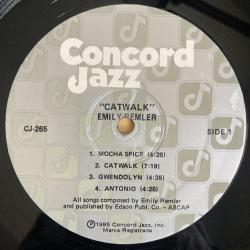 Concord
Jazz
"CATWALK"
EMILY REMLER
CJ-265
SIDE 1
1. MOCHA SPICE (4:26)
2. CATWALK (7:19)
3. GWENDOLYN (4:35)
4. ANTONIO (4:25)
All songs composed by Emily Remler
and published by Edson Publ. Co. - ASCAP
℗1985 Concord Jazz, Inc.
Marca Registrada